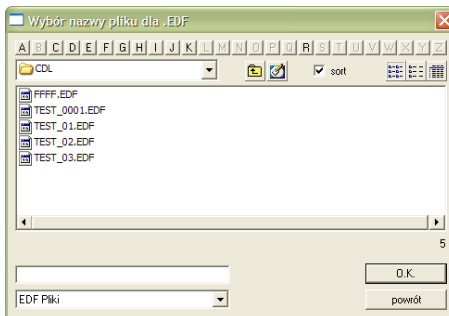 Wybór nazwy pliku dla .EDF
A B C D E F G H I J K L M N O P Q R S T U V W X Y Z
CDL sort
FFFF.EDF
TEST_0001.EDF
TEST_01.EDF
TEST_02.EDF
TEST_03.EDF
5
O.K.
EDF Pliki powrót